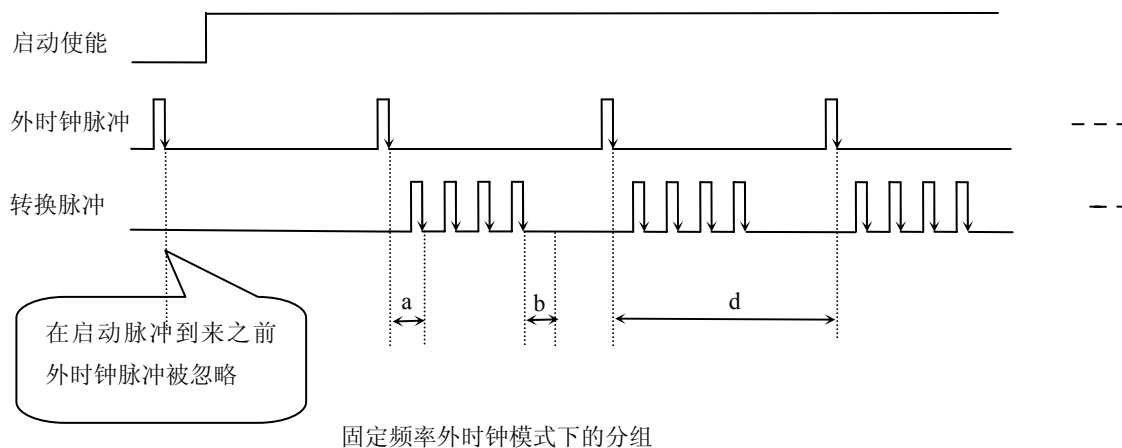 启动使能
外时钟脉冲
转换脉冲
a
b
d
在启动脉冲到来之前
外时钟脉冲被忽略
固定频率外时钟模式下的分组